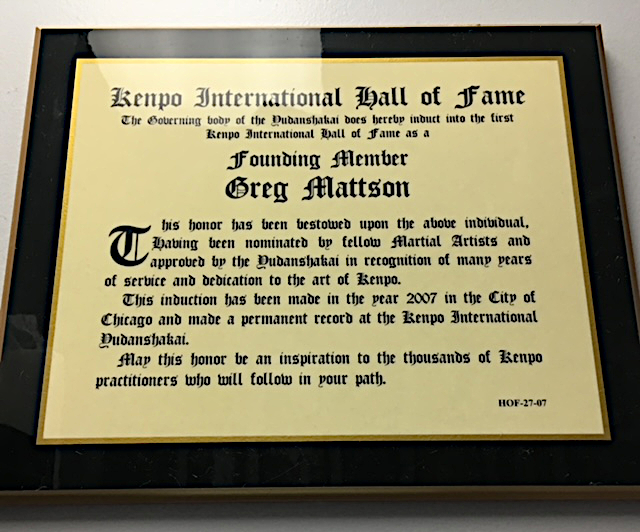 Kenpo International Hall of Fame
The Governing body of the Yudanshakai does hereby induct into the first
Kenpo International Hall of Fame as a
Founding Member
Greg Mattson
This honor has been bestowed upon the above individual.
Having been nominated by fellow Martial Artists and
approved by the Yudanshakai in recognition of many years
of service and dedication to the art of Kenpo.
This induction has been made in the year 2007 in the City of
Chicago and made a permanent record at the Kenpo International
Yudanshakai.
May this honor be an inspiration to the thousands of Kenpo
practitioners who will follow in your path.
HOF-27-07